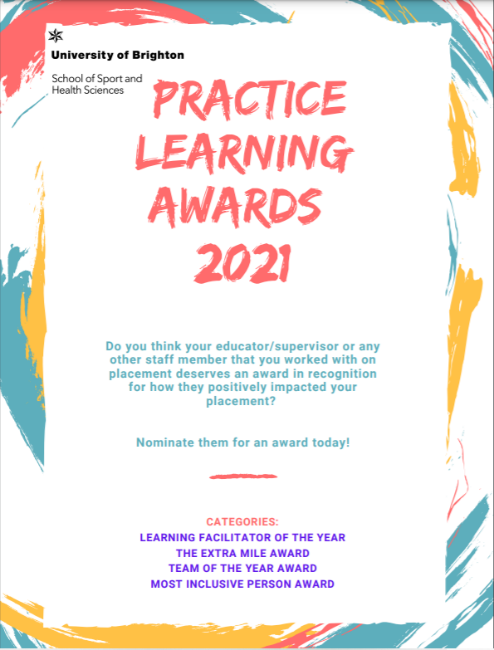 University of Brighton
School of Sport and
Health Sciences
PRACTICE
LEARNING
AWARDS
2021
Do you think your educator/supervisor or any
other staff member that you worked with on
placement deserves an award in recognition
for how they positively impacted your
placement?
Nominate them for an award today!
CATEGORIES:
LEARNING FACILITATOR OF THE YEAR
THE EXTRA MILE AWARD
TEAM OF THE YEAR AWARD
MOST INCLUSIVE PERSON AWARD